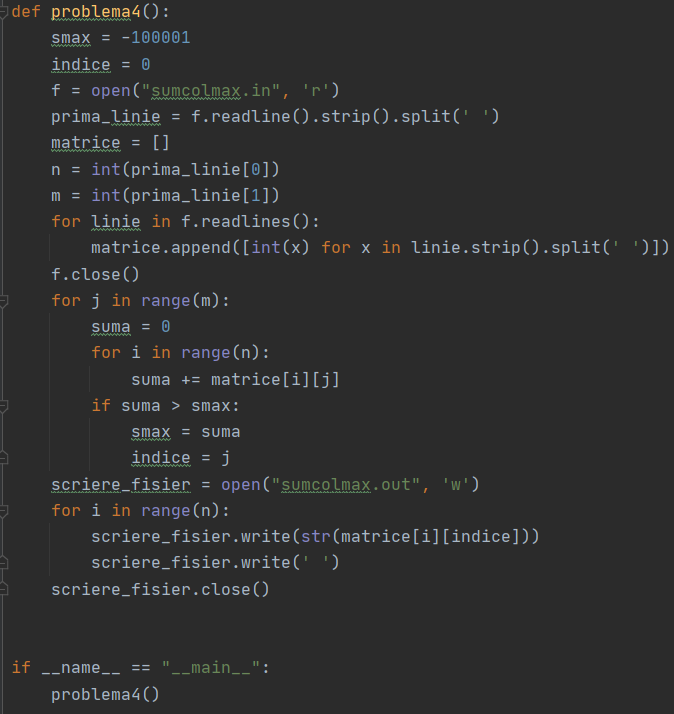 def problema4():
    smax = -100001
    indice = 0
    f = open("sumcolmax.in", 'r')
    prima_linie = f.readline().strip().split(' ')
    matrice = []
    n = int(prima_linie[0])
    m = int(prima_linie[1])
    for linie in f.readlines():
        matrice.append([int(x) for x in linie.strip().split(' ')])
    f.close()
    for j in range(m):
        suma = 0
        for i in range(n):
            suma += matrice[i][j]
        if suma > smax:
            smax = suma
            indice = j
    scriere_fisier = open("sumcolmax.out", 'w')
    for i in range(n):
        scriere_fisier.write(str(matrice[i][indice]))
        scriere_fisier.write(' ')
    scriere_fisier.close()
if __name__ == "__main__":
    problema4()